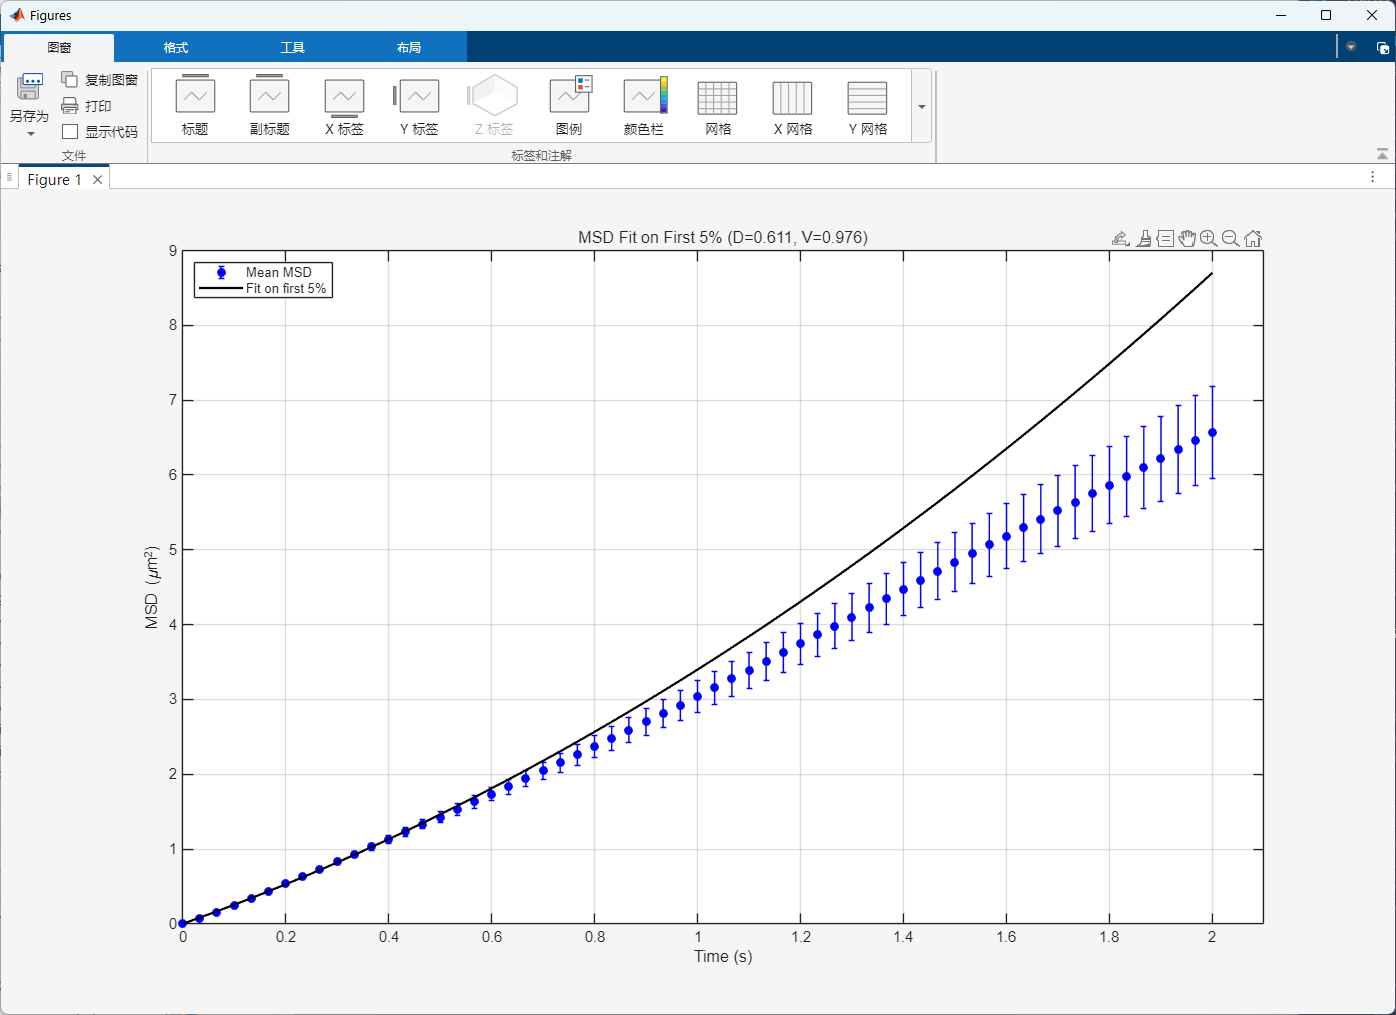 Figures
图窗 格式 工具 布局
另存为
复制图窗
打印
显示代码
文件
标题 副标题 X 标签 Y 标签 Z 标签 图例 颜色栏 网格 X 网格 Y 网格
标签和注解
Figure 1
MSD Fit on First 5% (D=0.611, V=0.976)
Mean MSD
Fit on first 5%
MSD (μm²)
9
8
7
6
5
4
3
2
1
0
0 0.2 0.4 0.6 0.8 1 1.2 1.4 1.6 1.8 2
Time (s)